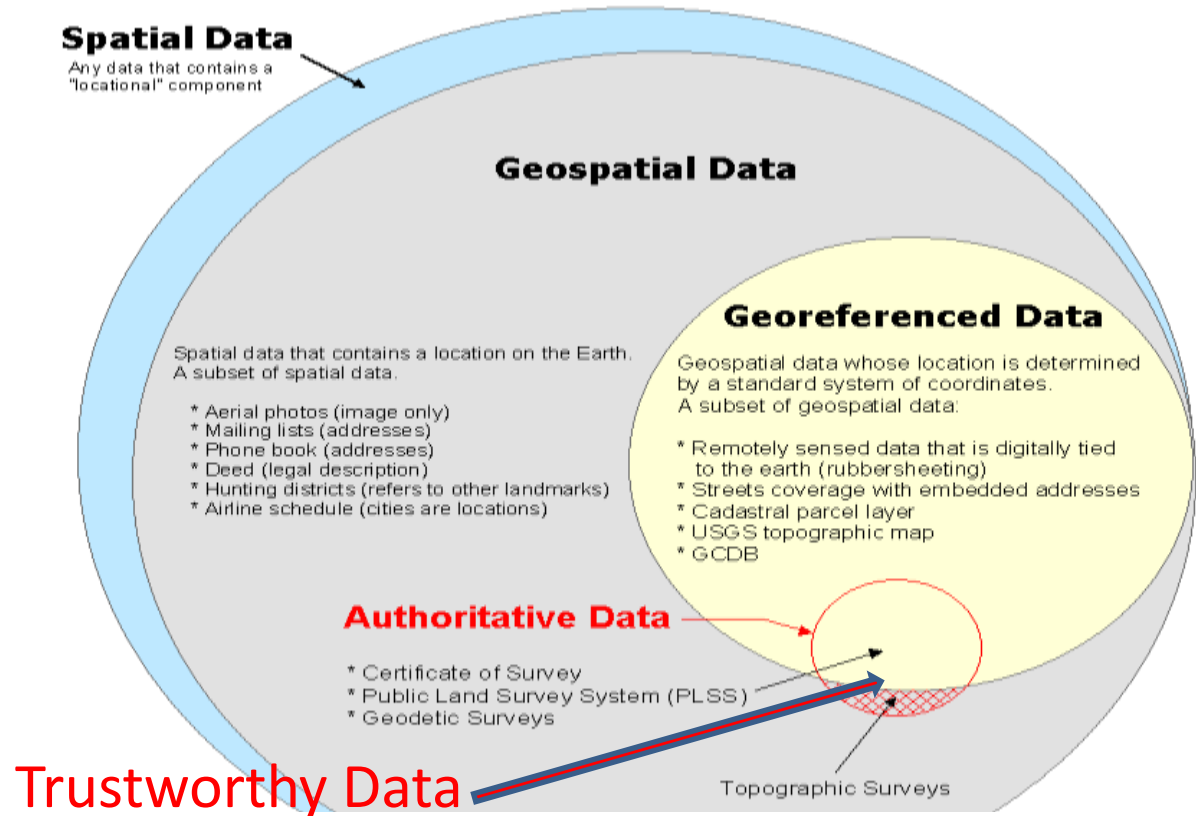 Spatial Data
Any data that contains a
"locational" component
Geospatial Data
Spatial data that contains a location on the Earth.
A subset of spatial data.
* Aerial photos (image only)
* Mailing lists (addresses)
* Phone book (addresses)
* Deed (legal description)
* Hunting districts (refers to other landmarks)
* Airline schedule (cities are locations)
Georeferenced Data
Geospatial data whose location is determined
by a standard system of coordinates.
A subset of geospatial data:
* Remotely sensed data that is digitally tied
to the earth (rubbersheeting)
* Streets coverage with embedded addresses
* Cadastral parcel layer
* USGS topographic map
* GCDB
Authoritative Data
* Certificate of Survey
* Public Land Survey System (PLSS)
* Geodetic Surveys
Trustworthy Data
Topographic Surveys